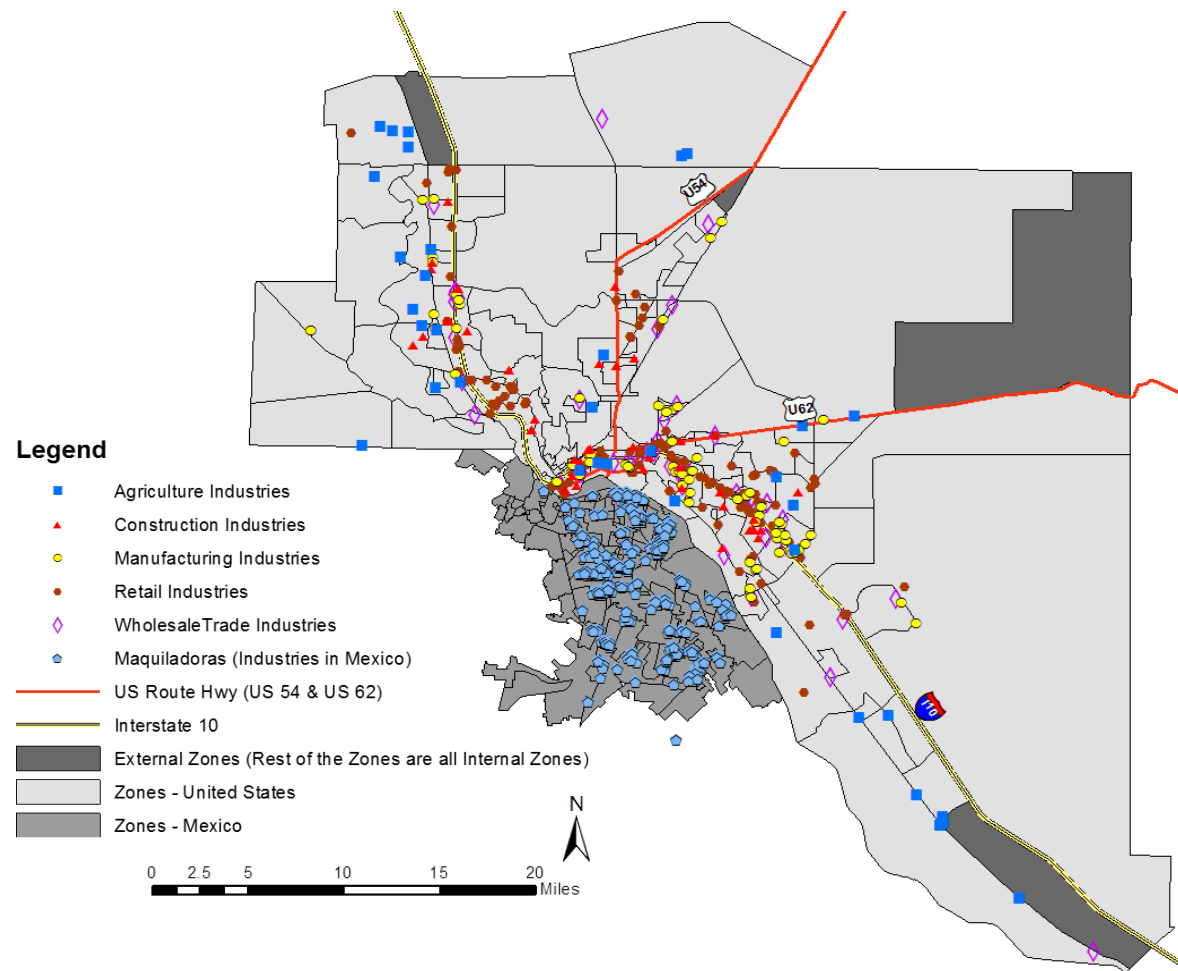 U54
U62
Legend
Agriculture Industries
Construction Industries
Manufacturing Industries
Retail Industries
WholesaleTrade Industries
Maquiladoras (Industries in Mexico)
US Route Hwy (US 54 & US 62)
Interstate 10
I10
External Zones (Rest of the Zones are all Internal Zones)
Zones - United States
Zones - Mexico
N
0 2.5 5 10 15 20
Miles